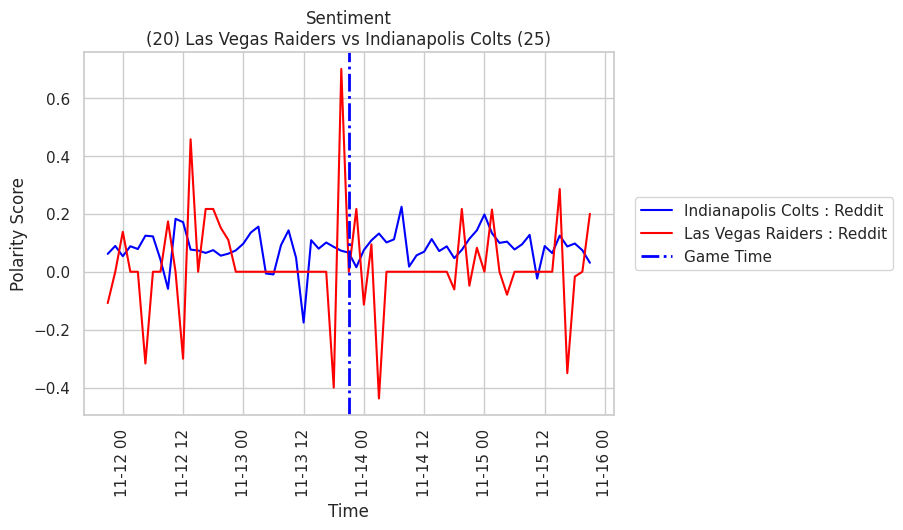 Sentiment
(20) Las Vegas Raiders vs Indianapolis Colts (25)
Polarity Score
0.6
0.4
0.2
0.0
−0.2
−0.4
11-12 00
11-12 12
11-13 00
11-13 12
11-14 00
11-14 12
11-15 00
11-15 12
11-16 00
Time
Indianapolis Colts : Reddit
Las Vegas Raiders : Reddit
Game Time